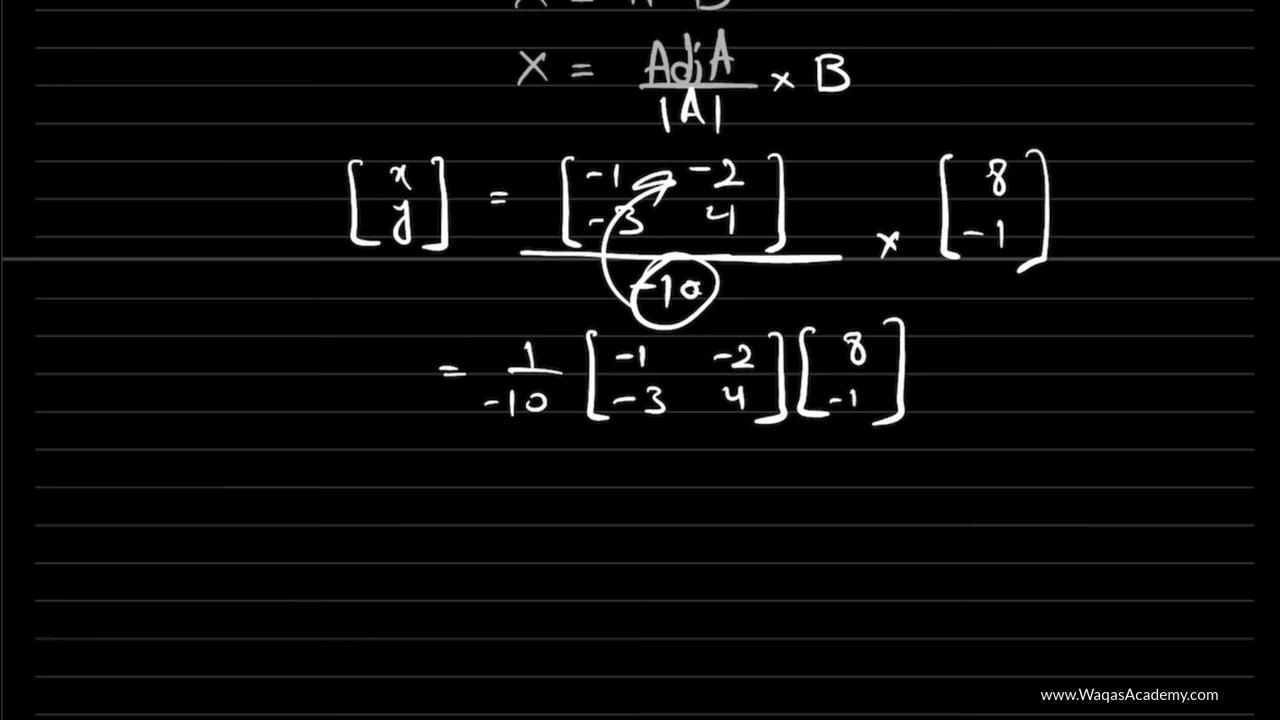 X = AdjA / |A| × B
[x y] = [-1 -2 -3 4] / -10 × [8 -1]
= 1/-10 [-1 -2 -3 4] [8 -1]
www.WaqasAcademy.com